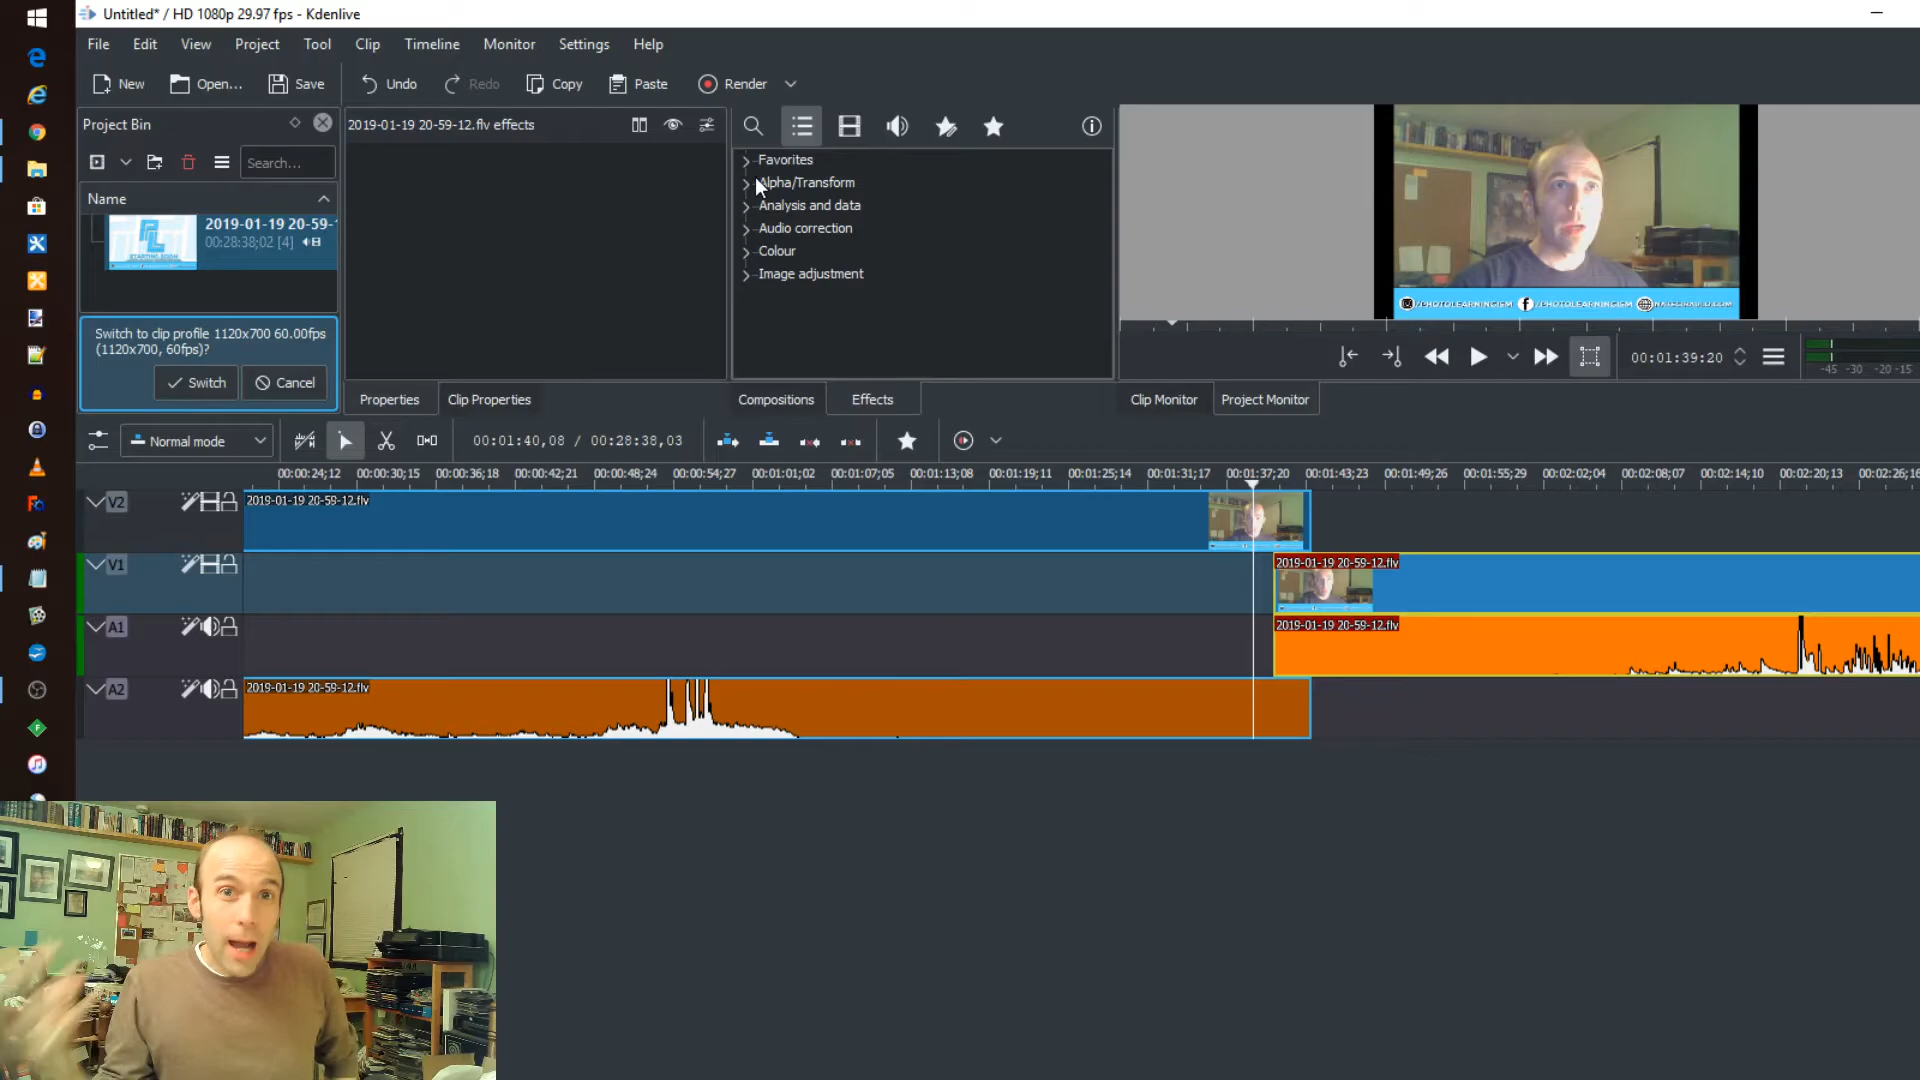 Untitled* / HD 1080p 29.97 fps - Kdenlive
File Edit View Project Tool Clip Timeline Monitor Settings Help
New Open... Save Undo Redo Copy Paste Render
Project Bin
2019-01-19 20-59-12.flv effects
Search...
Name
2019-01-19 20-59-
00:28:38;02 [4]
STARTING SOON
Switch to clip profile 1120x700 60.00fps
(1120x700, 60fps)?
Switch Cancel
Favorites
Alpha/Transform
Analysis and data
Audio correction
Colour
Image adjustment
/PHOTOLEARNINGISM /PHOTOLEARNINGISM
00:01:39:20
-45 -30 -20 -15
Properties Clip Properties
Compositions Effects
Clip Monitor Project Monitor
Normal mode
00:01:40,08 / 00:28:38,03
00:00:24;12 00:00:30;15 00:00:36;18 00:00:42;21 00:00:48;24 00:00:54;27 00:01:01;02 00:01:07;05 00:01:13;08 00:01:19;11 00:01:25;14 00:01:31;17 00:01:37;20 00:01:43;23 00:01:49;26 00:01:55;29 00:02:02;04 00:02:08;07 00:02:14;10 00:02:20;13 00:02:26;16
V2
2019-01-19 20-59-12.flv
V1
2019-01-19 20-59-12.flv
A1
2019-01-19 20-59-12.flv
A2
2019-01-19 20-59-12.flv